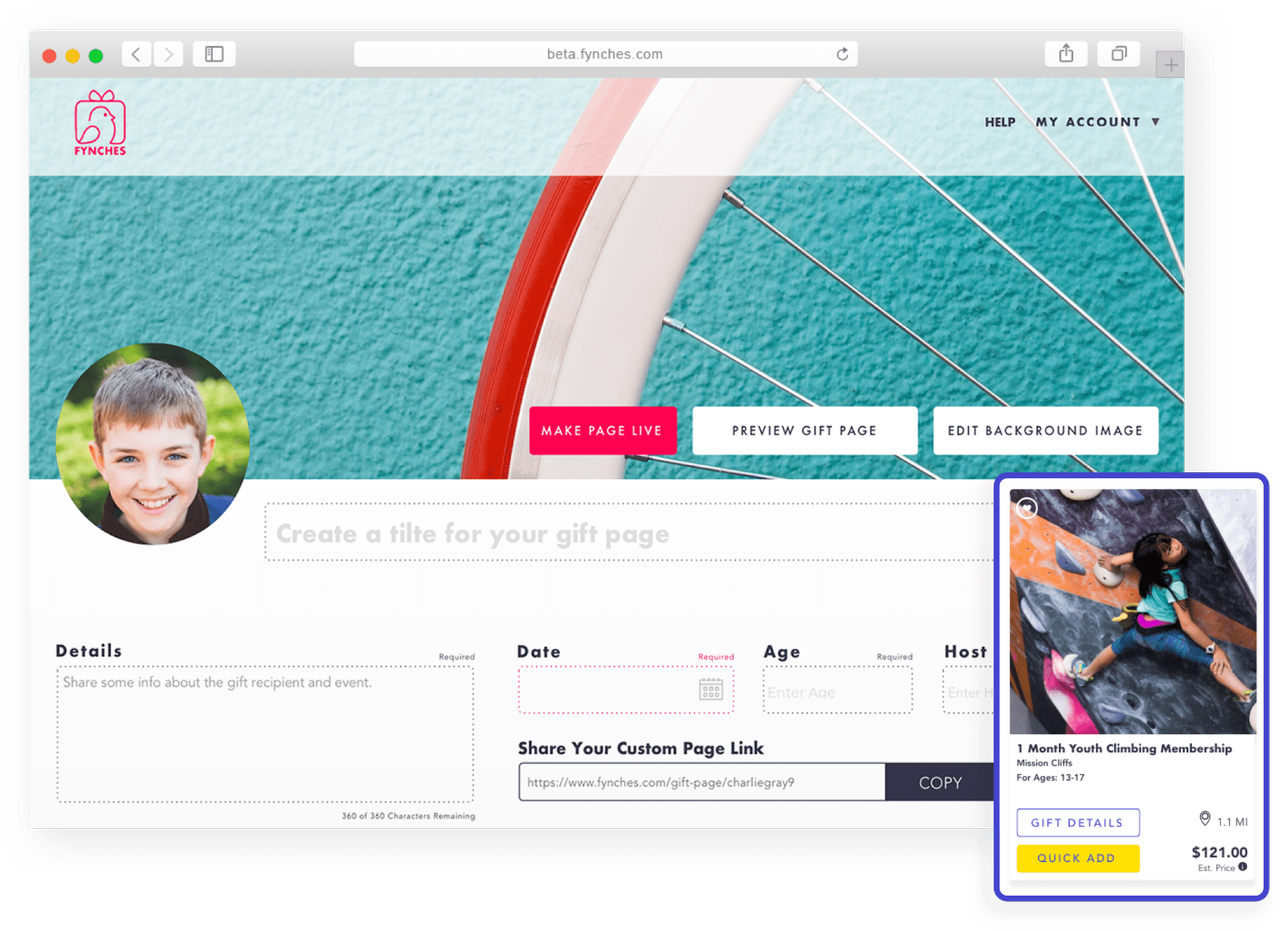 beta.fynches.com
FYNCHES
HELP MY ACCOUNT ▼
MAKE PAGE LIVE
PREVIEW GIFT PAGE
EDIT BACKGROUND IMAGE
Create a tilte for your gift page
Details
Required
Share some info about the gift recipient and event.
360 of 360 Characters Remaining
Date
Required
Age
Required
Enter Age
Host
Enter H
Share Your Custom Page Link
https://www.fynches.com/gift-page/charliegray9
COPY
1 Month Youth Climbing Membership
Mission Cliffs
For Ages: 13-17
GIFT DETAILS
1.1 MI
QUICK ADD
$121.00
Est. Price